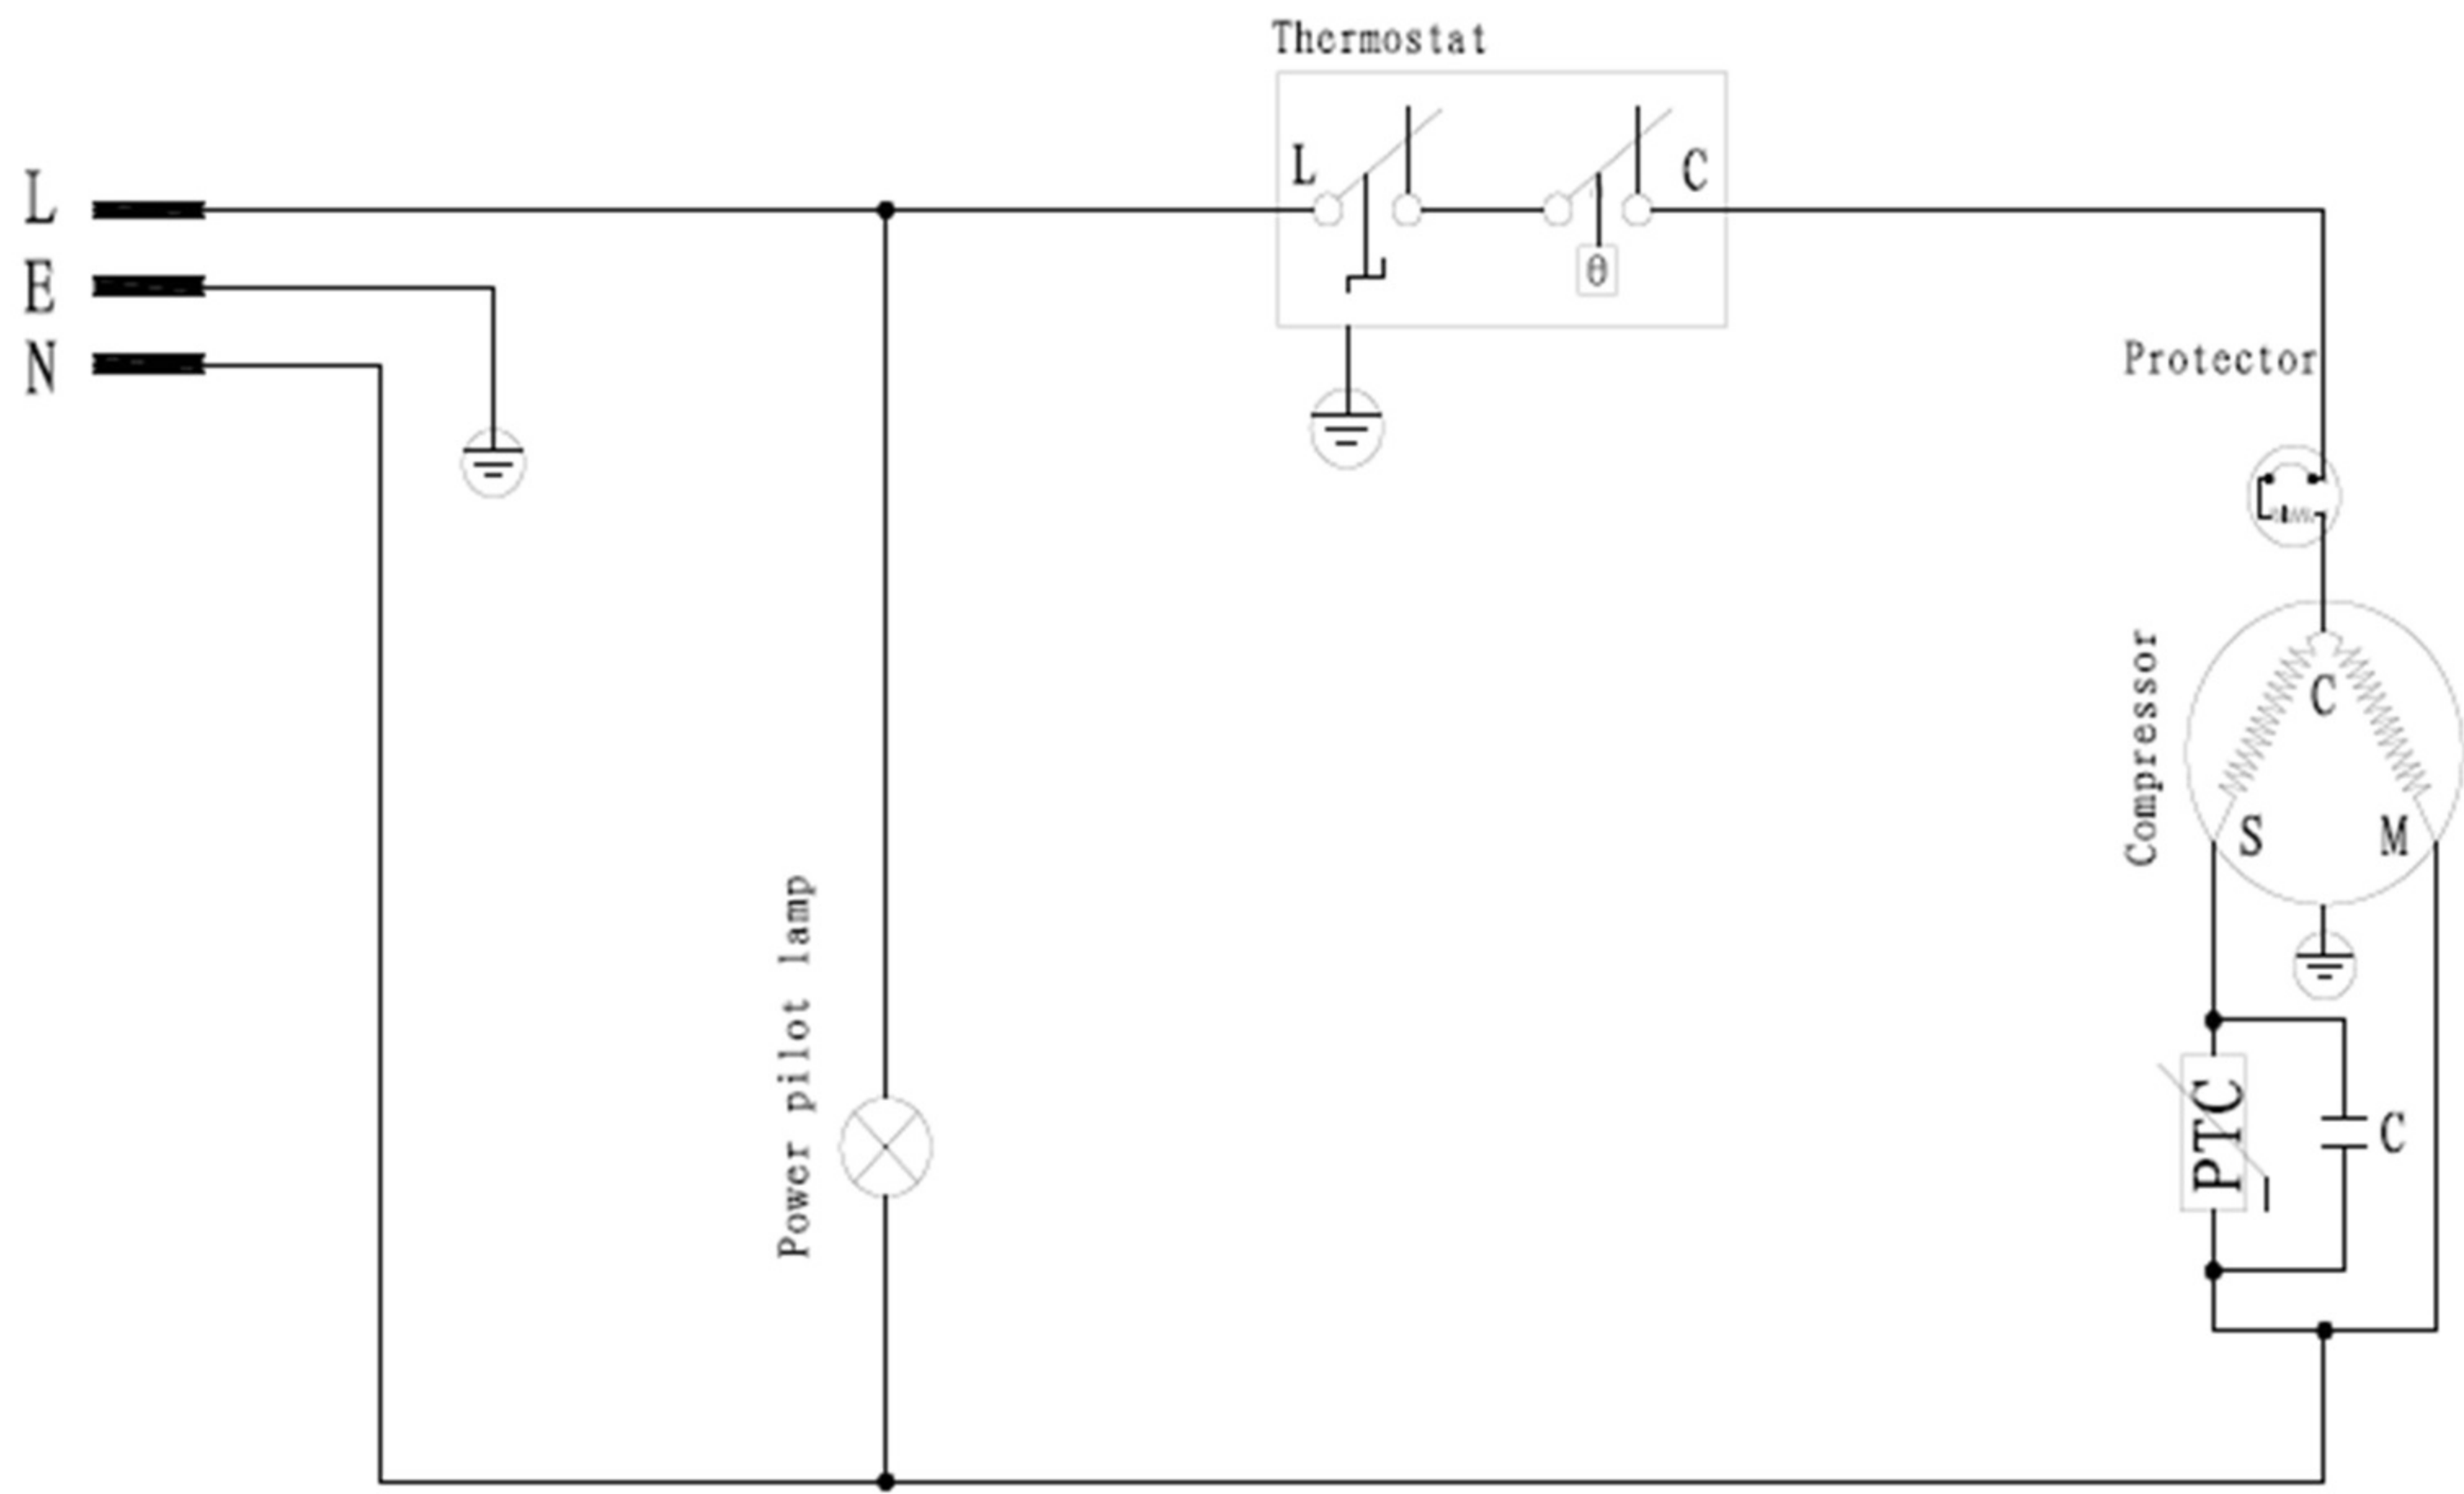 Thermostat
L
C
L
θ
E
N
Protector
Compressor
C
S
M
Power pilot lamp
PTC
C